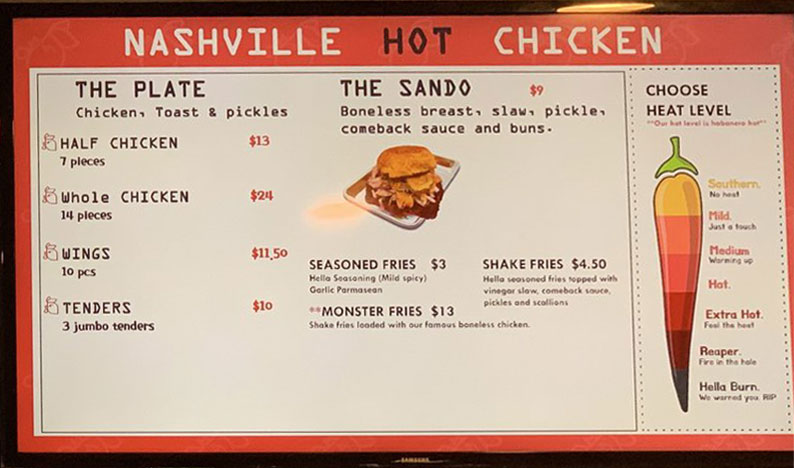 NASHVILLE HOT CHICKEN
THE PLATE
Chicken, Toast & pickles
HALF CHICKEN $13
7 pieces
Whole CHICKEN $24
14 pieces
WINGS $11.50
10 pcs
TENDERS $10
3 jumbo tenders
THE SANDO $9
Boneless breast, slaw, pickle,
comeback sauce and buns.
SEASONED FRIES $3
Hella Seasoning (Mild spicy)
Garlic Parmasean
SHAKE FRIES $4.50
Hella seasoned fries topped with
vinegar slaw, comeback sauce,
pickles and scallions
**MONSTER FRIES $13
Shake fries loaded with our famous boneless chicken.
CHOOSE
HEAT LEVEL
**Our hot level is habanero hot**
Southern.
No heat
Mild.
Just a touch
Medium
Warming up
Hot.
Extra Hot.
Feel the heat
Reaper.
Fire in the hole
Hella Burn.
We warned you. RIP
SAMSUNG